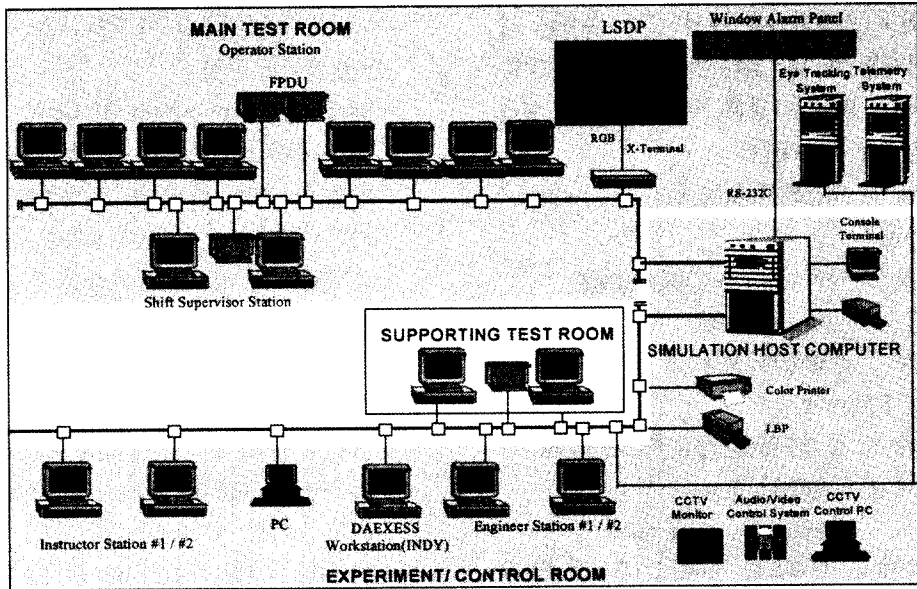 MAIN TEST ROOM
Operator Station
FPDU
LSDP
Window Alarm Panel
Eye Tracking
System
Telemetry
System
RGB
X-Terminal
RS-232C
Console
Terminal
Shift Supervisor Station
SUPPORTING TEST ROOM
SIMULATION HOST COMPUTER
Color Printer
LBP
PC
DAEXESS
Workstation(INDY)
Engineer Station #1 / #2
Instructor Station #1 / #2
CCTV
Monitor
Audio/Video
Control System
CCTV
Control PC
EXPERIMENT/ CONTROL ROOM